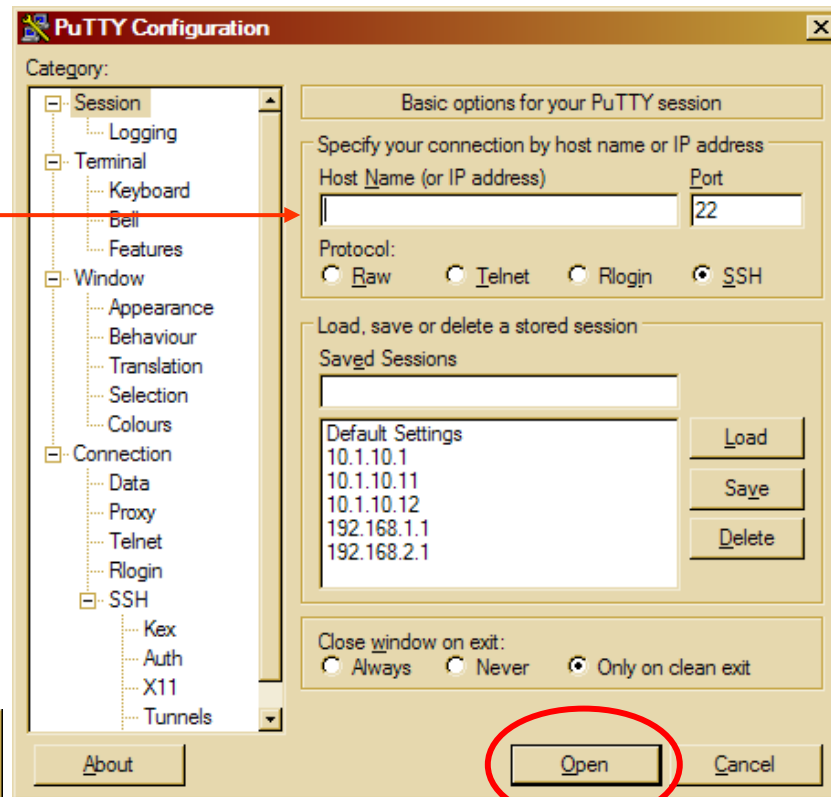 PuTTY Configuration
Category:
Session
Logging
Terminal
Keyboard
Bell
Features
Window
Appearance
Behaviour
Translation
Selection
Colours
Connection
Data
Proxy
Telnet
Rlogin
SSH
Kex
Auth
X11
Tunnels
Basic options for your PuTTY session
Specify your connection by host name or IP address
Host Name (or IP address) Port
22
Protocol:
Raw Telnet Rlogin SSH
Load, save or delete a stored session
Saved Sessions
Default Settings
10.1.10.1
10.1.10.11
10.1.10.12
192.168.1.1
192.168.2.1
Load
Save
Delete
Close window on exit:
Always Never Only on clean exit
About Open Cancel